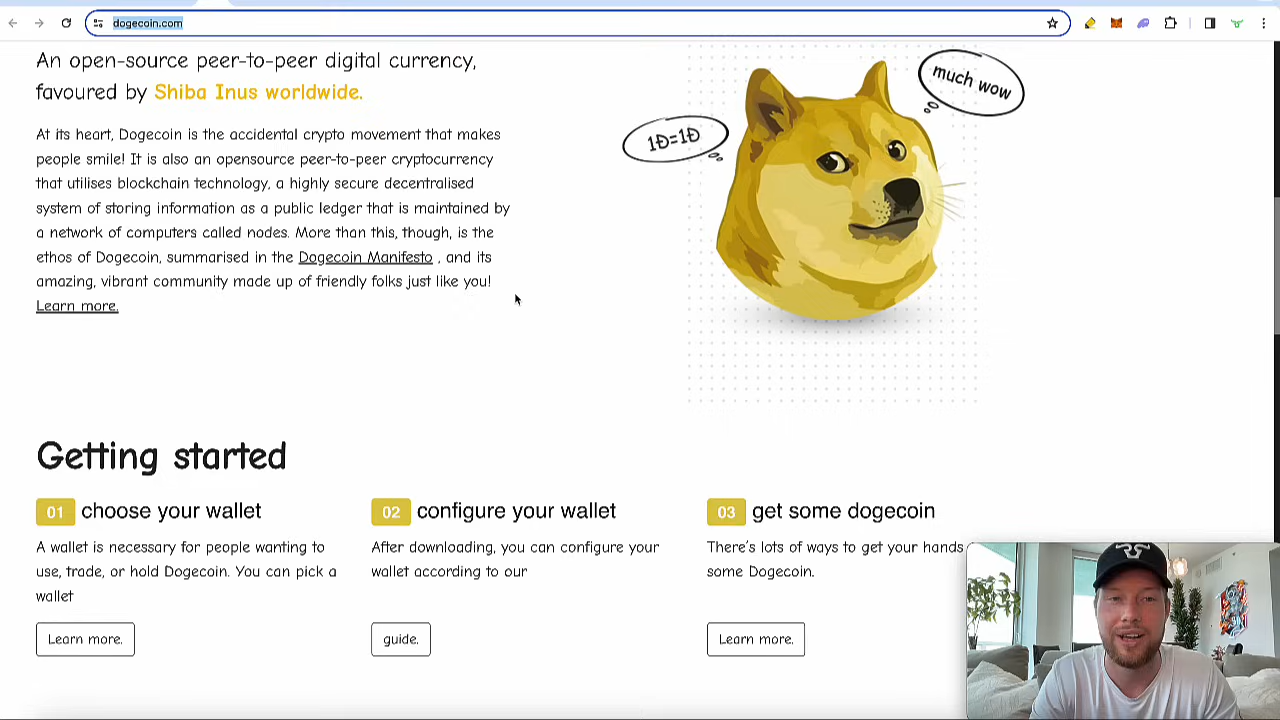 dogecoin.com
An open-source peer-to-peer digital currency,
favoured by Shiba Inus worldwide.
At its heart, Dogecoin is the accidental crypto movement that makes
people smile! It is also an opensource peer-to-peer cryptocurrency
that utilises blockchain technology, a highly secure decentralised
system of storing information as a public ledger that is maintained by
a network of computers called nodes. More than this, though, is the
ethos of Dogecoin, summarised in the Dogecoin Manifesto , and its
amazing, vibrant community made up of friendly folks just like you!
Learn more.
1Ð=1Ð
much wow
Getting started
01 choose your wallet
A wallet is necessary for people wanting to
use, trade, or hold Dogecoin. You can pick a
wallet
Learn more.
02 configure your wallet
After downloading, you can configure your
wallet according to our
guide.
03 get some dogecoin
There's lots of ways to get your hands
some Dogecoin.
Learn more.